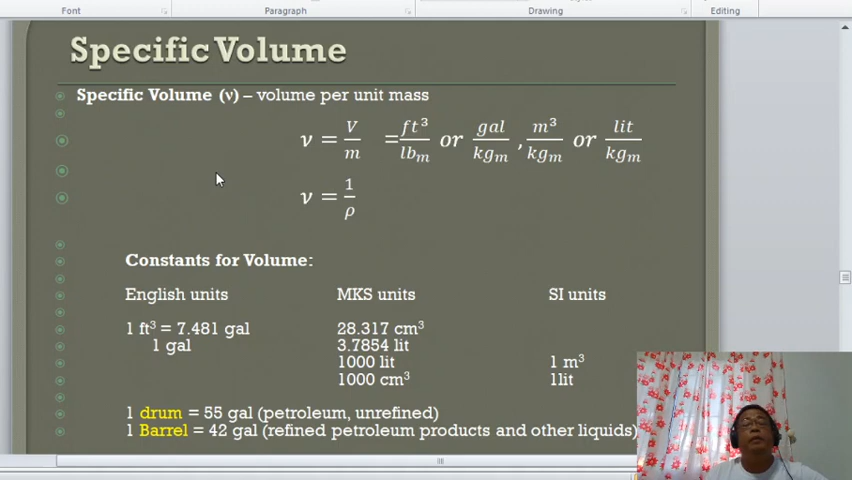 Font Paragraph Drawing Editing
Specific Volume
Specific Volume (ν) – volume per unit mass
ν = V/m = ft³/lbₘ or gal/kgₘ , m³/kgₘ or lit/kgₘ
ν = 1/ρ
Constants for Volume:
English units MKS units SI units
1 ft³ = 7.481 gal 28.317 cm³
1 gal 3.7854 lit
1000 lit 1 m³
1000 cm³ 1lit
1 drum = 55 gal (petroleum, unrefined)
1 Barrel = 42 gal (refined petroleum products and other liquids)